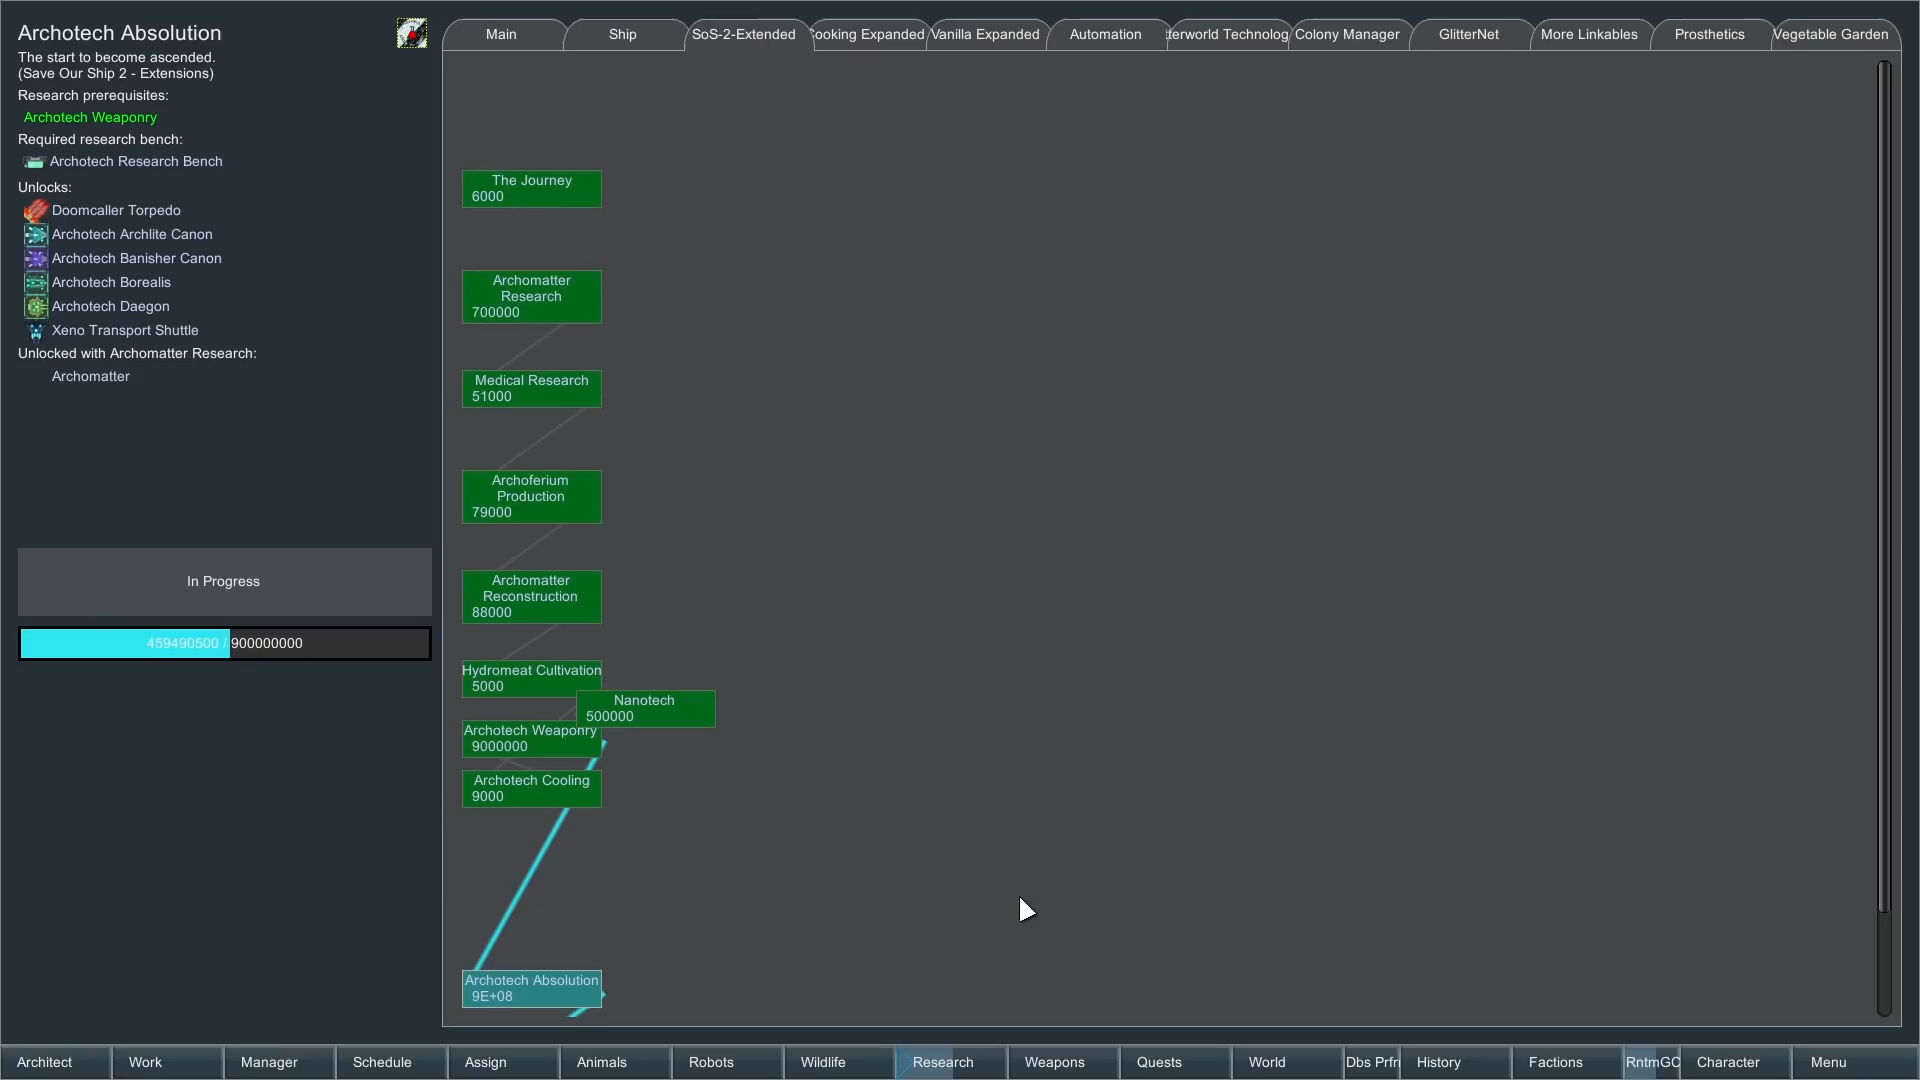 Archotech Absolution
The start to become ascended.
(Save Our Ship 2 - Extensions)
Research prerequisites:
Archotech Weaponry
Required research bench:
Archotech Research Bench
Unlocks:
Doomcaller Torpedo
Archotech Archlite Canon
Archotech Banisher Canon
Archotech Borealis
Archotech Daegon
Xeno Transport Shuttle
Unlocked with Archomatter Research:
Archomatter
In Progress
459490500 / 900000000
Main
Ship
SoS-2-Extended
ooking Expanded
Vanilla Expanded
Automation
terworld Technolog
Colony Manager
GlitterNet
More Linkables
Prosthetics
Vegetable Garden
The Journey
6000
Archomatter
Research
700000
Medical Research
51000
Archoferium
Production
79000
Archomatter
Reconstruction
88000
Hydromeat Cultivation
5000
Nanotech
500000
Archotech Weaponry
9000000
Archotech Cooling
9000
Archotech Absolution
9E+08
Architect
Work
Manager
Schedule
Assign
Animals
Robots
Wildlife
Research
Weapons
Quests
World
Dbs Prfr
History
Factions
RntmGC
Character
Menu